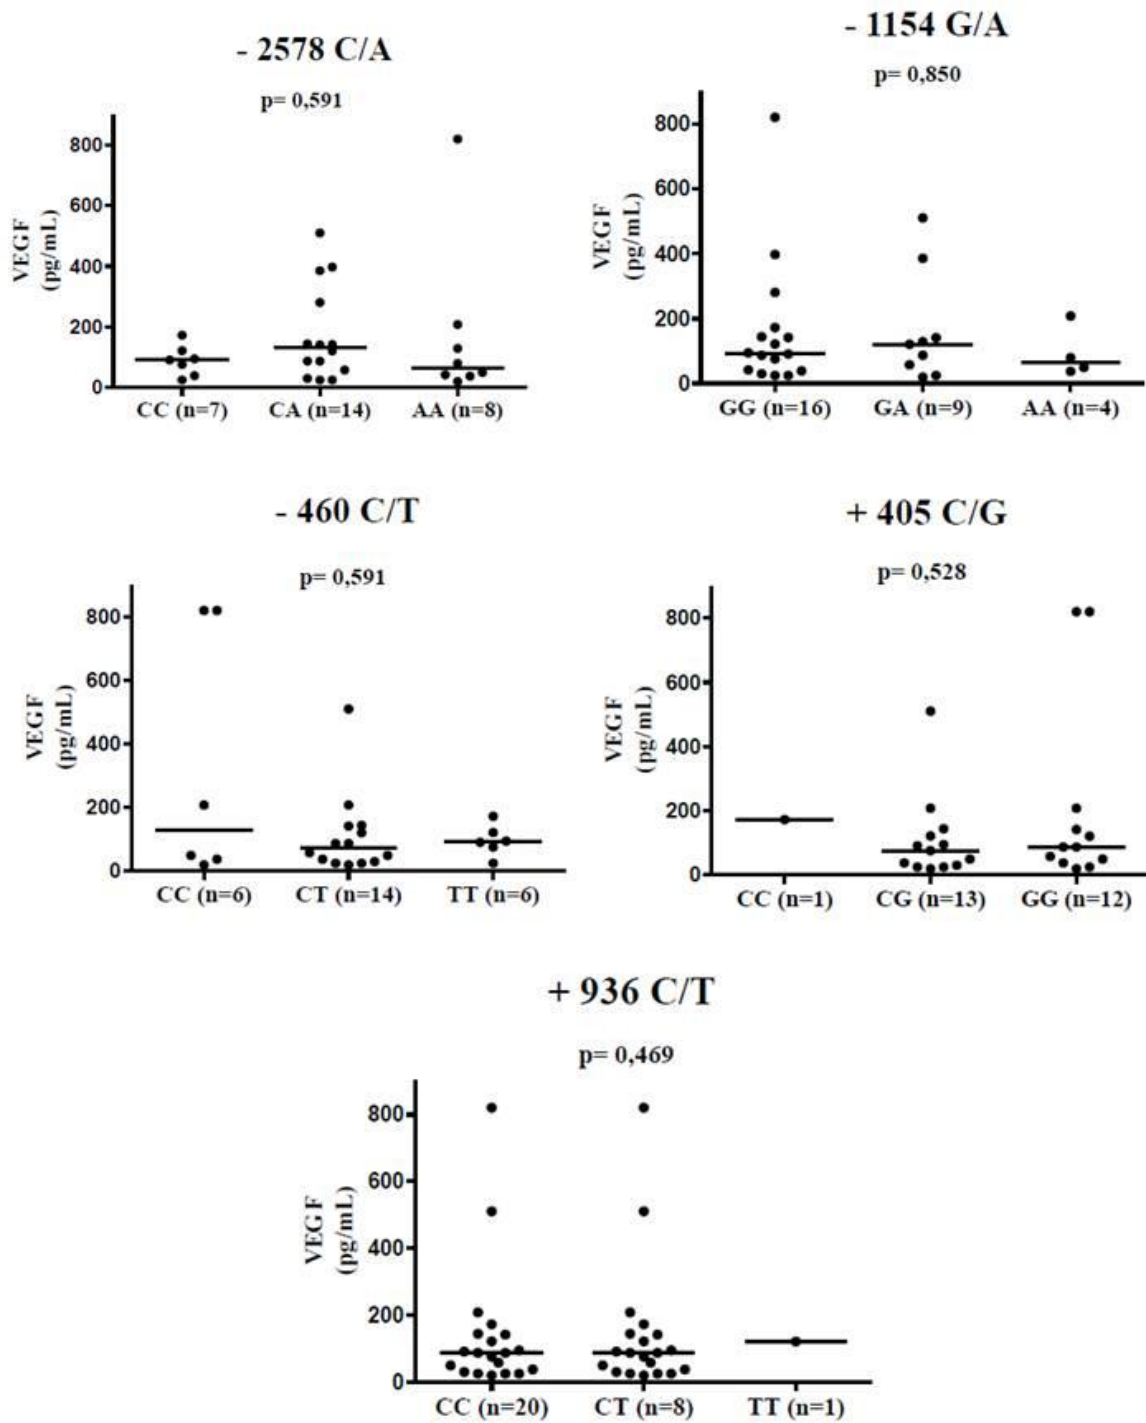 - 2578 C/A
p= 0,591
VEGF
(pg/mL)
800
600
400
200
0
CC (n=7) CA (n=14) AA (n=8)
- 1154 G/A
p= 0,850
VEGF
(pg/mL)
800
600
400
200
0
GG (n=16) GA (n=9) AA (n=4)
- 460 C/T
p= 0,591
VEGF
(pg/mL)
800
600
400
200
0
CC (n=6) CT (n=14) TT (n=6)
+ 405 C/G
p= 0,528
VEGF
(pg/mL)
800
600
400
200
0
CC (n=1) CG (n=13) GG (n=12)
+ 936 C/T
p= 0,469
VEGF
(pg/mL)
800
600
400
200
0
CC (n=20) CT (n=8) TT (n=1)